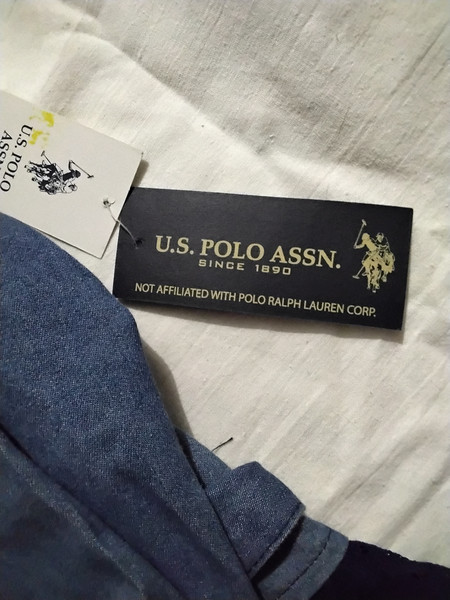 U.S. POLO
ASSN.
U.S. POLO ASSN.
SINCE 1890
NOT AFFILIATED WITH POLO RALPH LAUREN CORP.